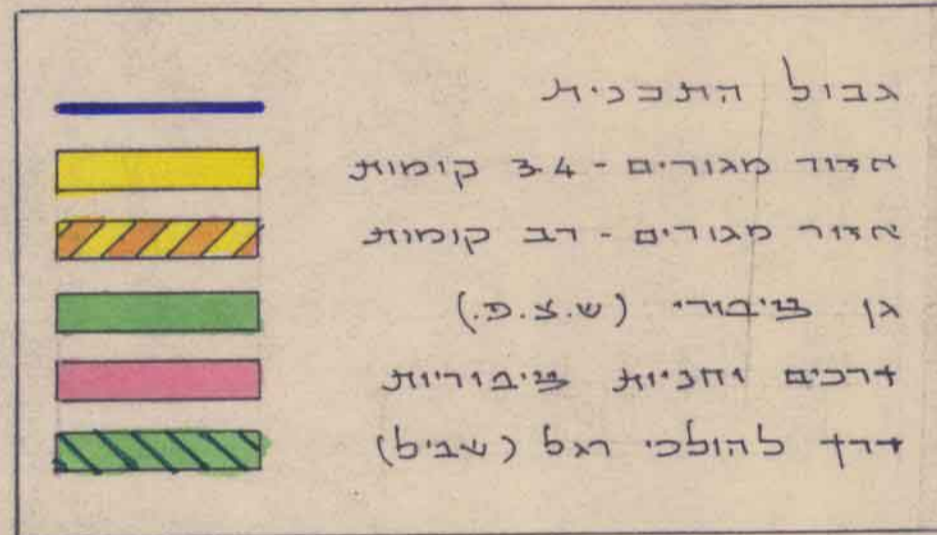 גבול התכנית
אזור מגורים - 3-4 קומות
אזור מגורים - רב קומות
גן ציבורי (ש.צ.פ.)
דרכים וחניות ציבוריות
דרך להולכי רגל (שביל)